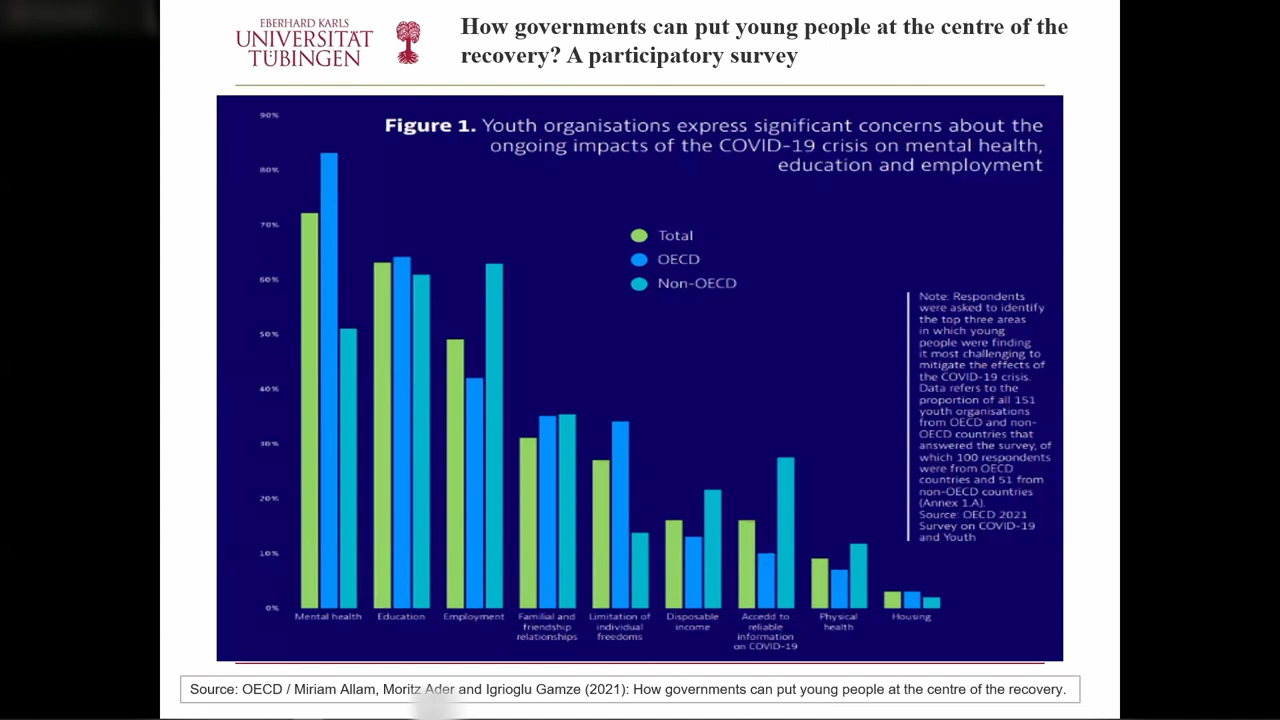 EBERHARD KARLS
UNIVERSITÄT
TÜBINGEN
How governments can put young people at the centre of the
recovery? A participatory survey
Figure 1. Youth organisations express significant concerns about the
ongoing impacts of the COVID-19 crisis on mental health,
education and employment
90%
80%
70%
60%
50%
40%
30%
20%
10%
0%
Total
OECD
Non-OECD
Note: Respondents
were asked to identify
the top three areas
in which young
people were finding
it most challenging to
mitigate the effects of
the COVID-19 crisis.
Data refers to the
proportion of all 151
youth organisations
from OECD and non-
OECD countries that
answered the survey, of
which 100 respondents
were from OECD
countries and 51 from
non-OECD countries
(Annex 1.A).
Source: OECD 2021
Survey on COVID-19
and Youth
Mental health
Education
Employment
Familial and
friendship
relationships
Limitation of
individual
freedoms
Disposable
income
Accedd to
reliable
information
on COVID-19
Physical
health
Housing
Source: OECD / Miriam Allam, Moritz Ader and Igrioglu Gamze (2021): How governments can put young people at the centre of the recovery.